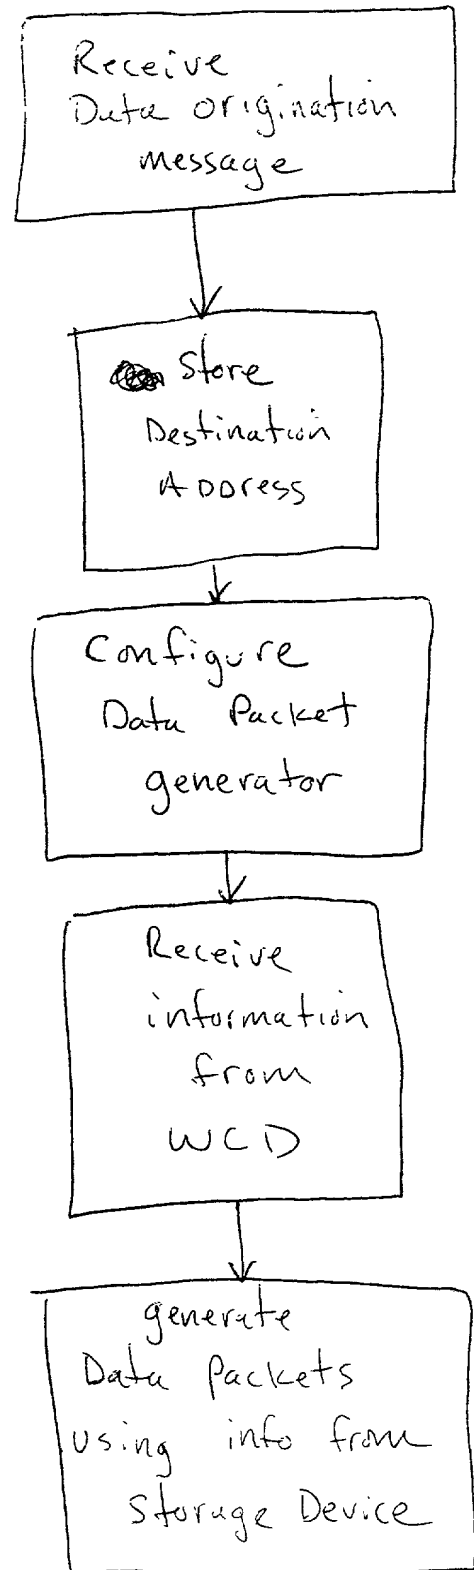 Receive
Data origination
message
Store
Destination
Address
Configure
Data Packet
generator
Receive
information
from
WCD
generate
Data Packets
using info from
Storage Device